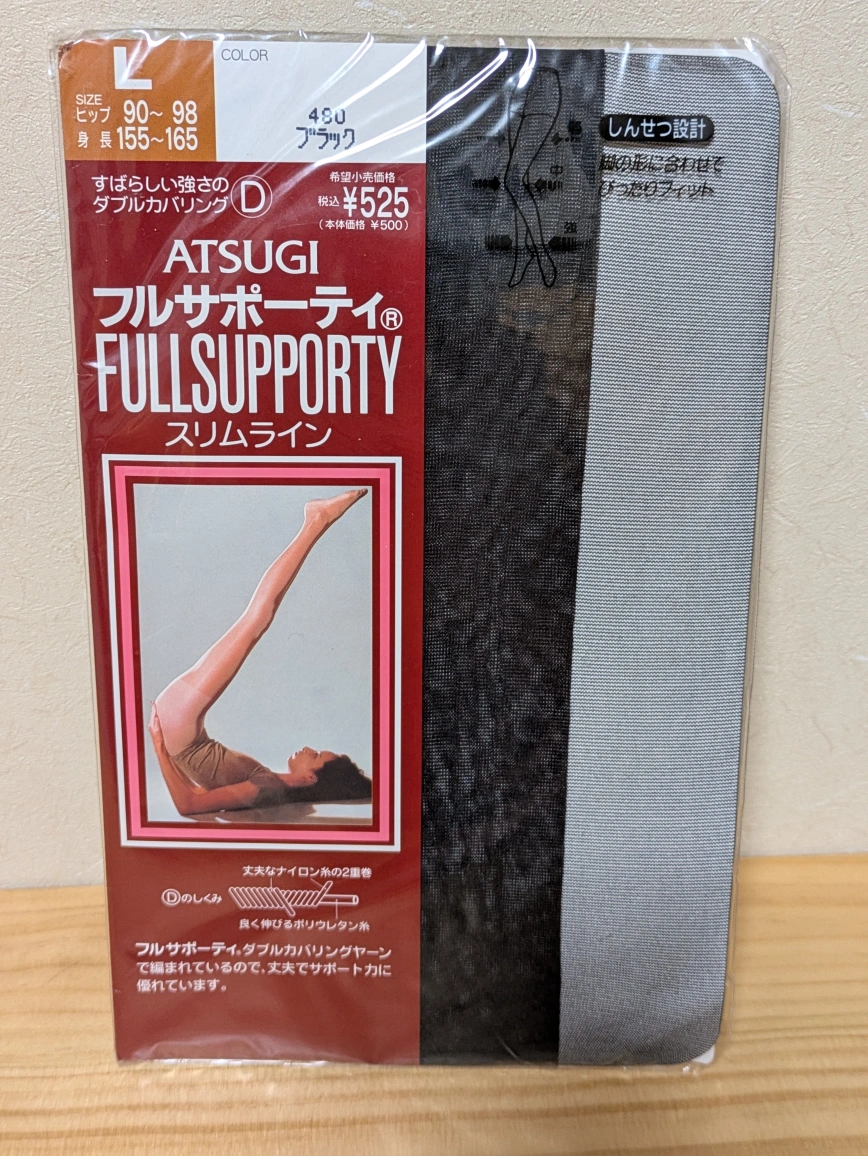 L
COLOR
SIZE
ヒップ 90～98
身長 155～165
480
ブラック
すばらしい強さの
ダブルカバリングⒹ
希望小売価格
税込¥525
(本体価格 ¥500)
ATSUGI
フルサポーティ®
FULLSUPPORTY
スリムライン
しんせつ設計
脚の形に合わせて
ぴったりフィット
中
強
丈夫なナイロン糸の2重巻
Ⓓのしくみ
良く伸びるポリウレタン糸
フルサポーティ®ダブルカバリングヤーン
で編まれているので、丈夫でサポート力に
優れています。